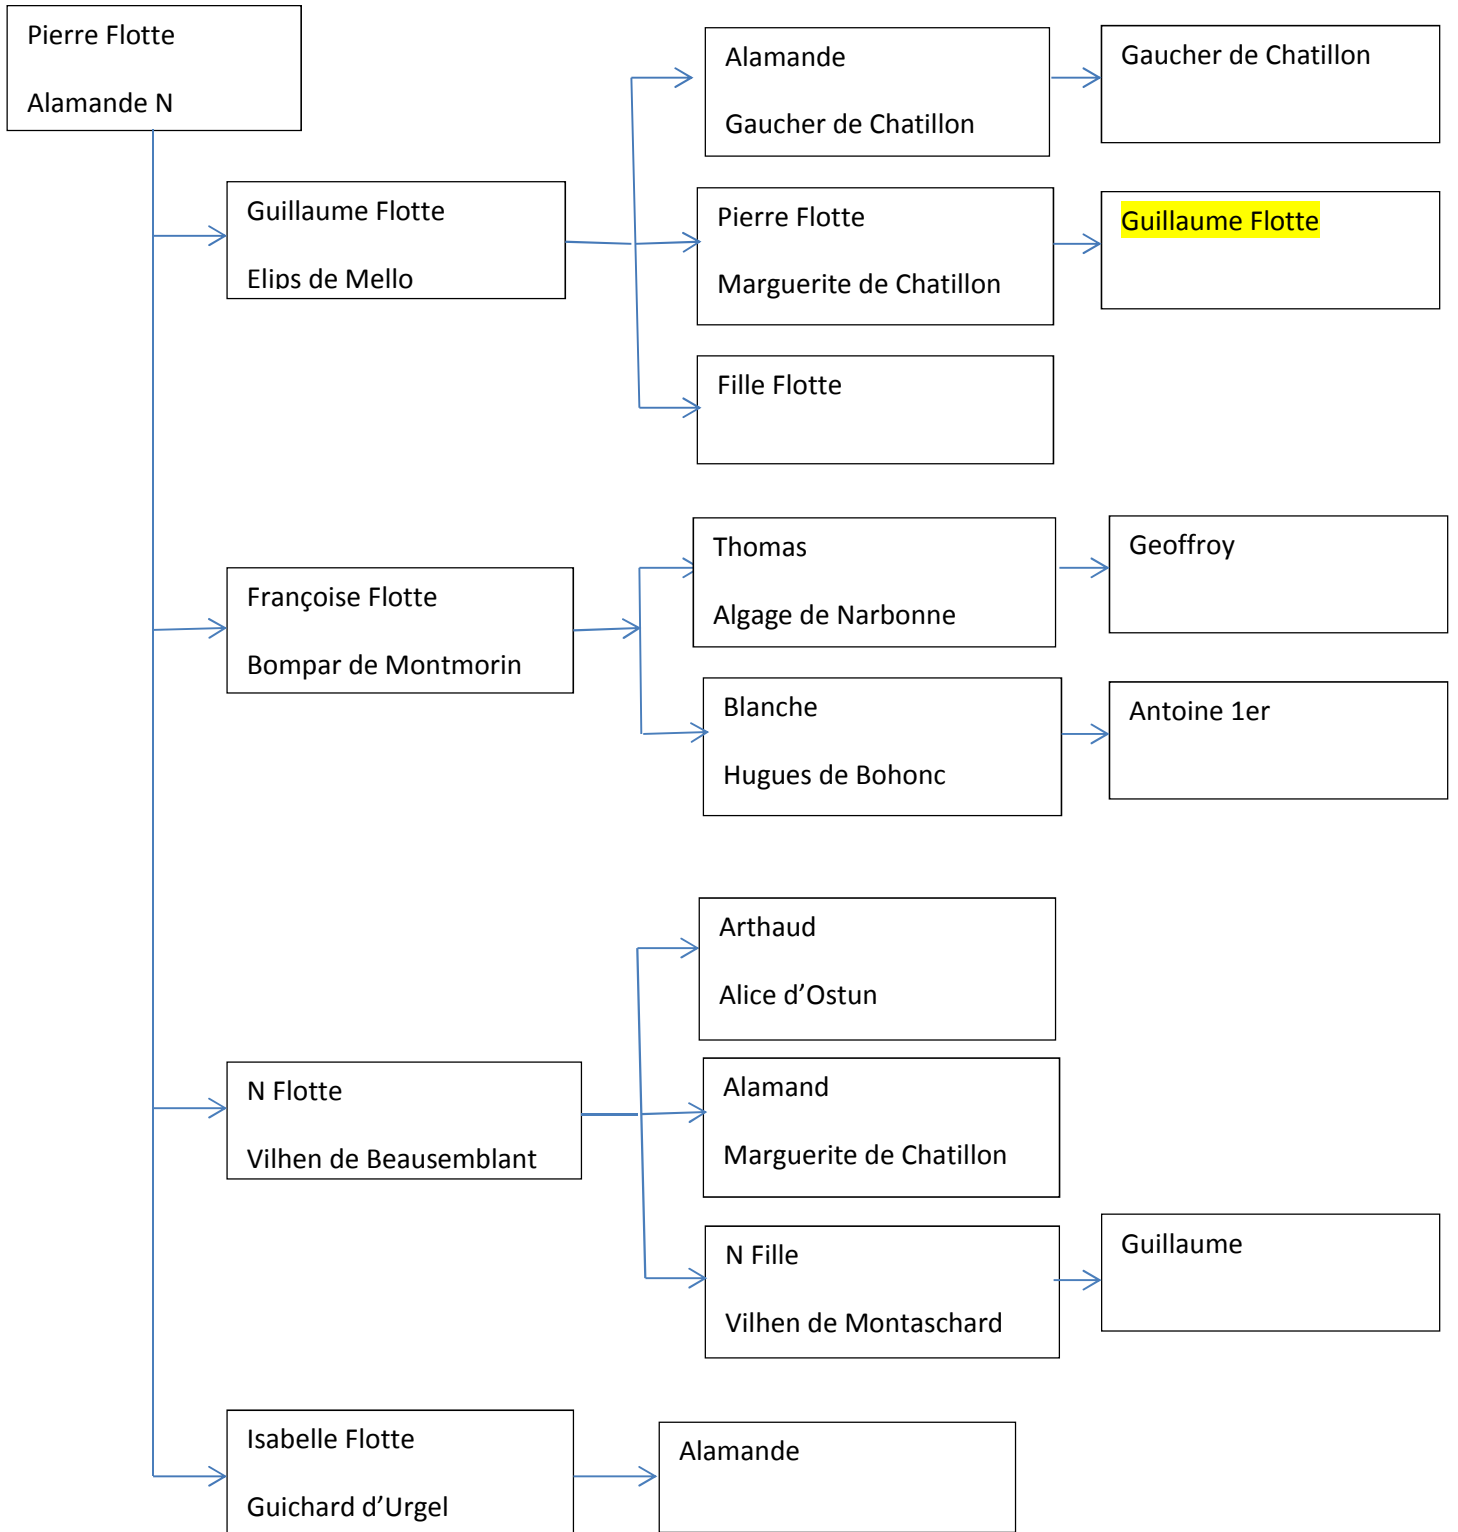 Pierre Flotte
Alamande N
Guillaume Flotte
Elips de Mello
Alamande
Gaucher de Chatillon
Gaucher de Chatillon
Pierre Flotte
Marguerite de Chatillon
Guillaume Flotte
Fille Flotte
Françoise Flotte
Bompar de Montmorin
Thomas
Algage de Narbonne
Geoffroy
Blanche
Hugues de Bohonc
Antoine 1er
N Flotte
Vilhen de Beausemblant
Arthaud
Alice d’Ostun
Alamand
Marguerite de Chatillon
N Fille
Vilhen de Montaschard
Guillaume
Isabelle Flotte
Guichard d’Urgel
Alamande